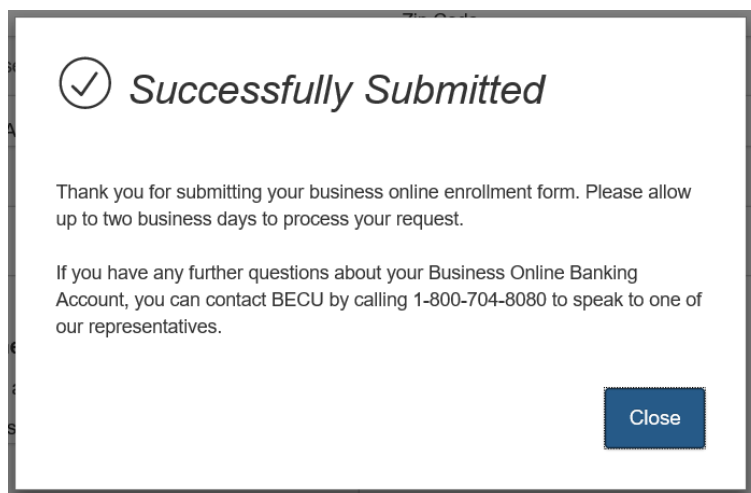 Successfully Submitted
Thank you for submitting your business online enrollment form. Please allow
up to two business days to process your request.
If you have any further questions about your Business Online Banking
Account, you can contact BECU by calling 1-800-704-8080 to speak to one of
our representatives.
Close